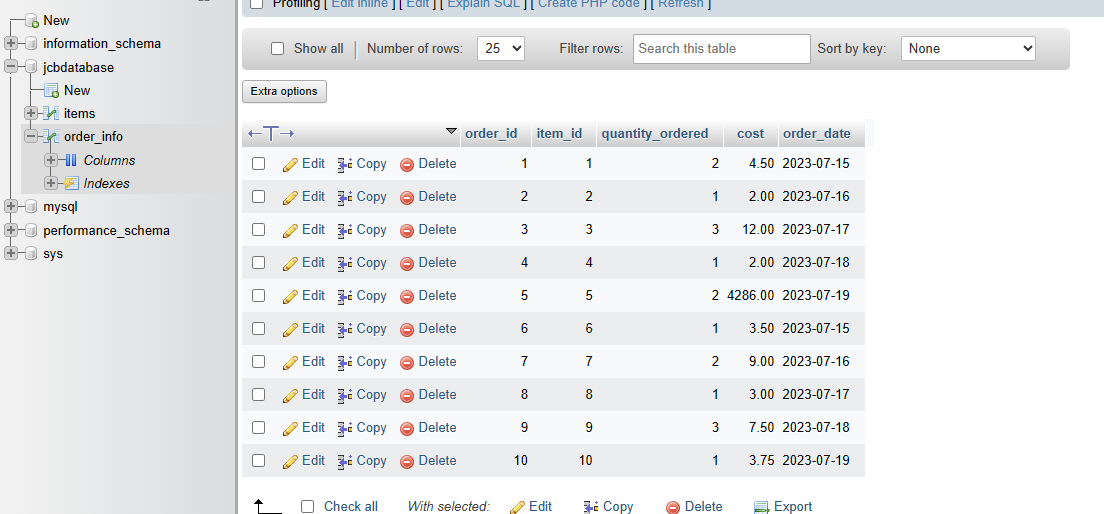 Profiling [ Edit inline ] [ Edit ] [ Explain SQL ] [ Create PHP code ] [ Refresh ]
New
information_schema
jcbdatabase
New
items
order_info
Columns
Indexes
mysql
performance_schema
sys
Show all Number of rows: 25 Filter rows: Search this table Sort by key: None
Extra options
order_id item_id quantity_ordered cost order_date
Edit Copy Delete 1 1 2 4.50 2023-07-15
Edit Copy Delete 2 2 1 2.00 2023-07-16
Edit Copy Delete 3 3 3 12.00 2023-07-17
Edit Copy Delete 4 4 1 2.00 2023-07-18
Edit Copy Delete 5 5 2 4286.00 2023-07-19
Edit Copy Delete 6 6 1 3.50 2023-07-15
Edit Copy Delete 7 7 2 9.00 2023-07-16
Edit Copy Delete 8 8 1 3.00 2023-07-17
Edit Copy Delete 9 9 3 7.50 2023-07-18
Edit Copy Delete 10 10 1 3.75 2023-07-19
Check all With selected: Edit Copy Delete Export